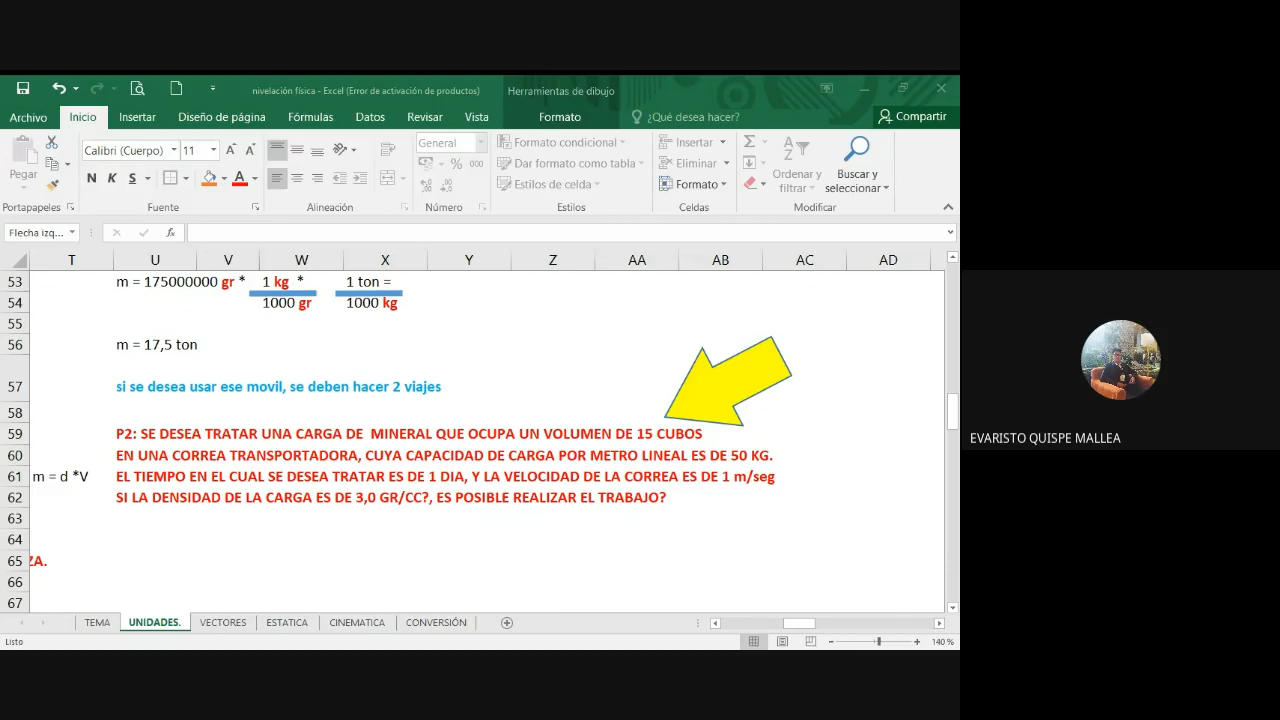 nivelación física - Excel (Error de activación de productos)
Herramientas de dibujo
Archivo
Inicio
Insertar
Diseño de página
Fórmulas
Datos
Revisar
Vista
Formato
¿Qué desea hacer?
Compartir
Pegar
Calibri (Cuerpo)
11
N K S
General
% 000
Formato condicional
Dar formato como tabla
Estilos de celda
Insertar
Eliminar
Formato
Ordenar y filtrar
Buscar y seleccionar
Portapapeles
Fuente
Alineación
Número
Estilos
Celdas
Modificar
Flecha izq...
fx
T U V W X Y Z AA AB AC AD
53 m = 175000000 gr * 1 kg * 1 ton =
54 1000 gr 1000 kg
55
56 m = 17,5 ton
57 si se desea usar ese movil, se deben hacer 2 viajes
58
59 P2: SE DESEA TRATAR UNA CARGA DE MINERAL QUE OCUPA UN VOLUMEN DE 15 CUBOS
60 EN UNA CORREA TRANSPORTADORA, CUYA CAPACIDAD DE CARGA POR METRO LINEAL ES DE 50 KG.
61 m = d *V EL TIEMPO EN EL CUAL SE DESEA TRATAR ES DE 1 DIA, Y LA VELOCIDAD DE LA CORREA ES DE 1 m/seg
62 SI LA DENSIDAD DE LA CARGA ES DE 3,0 GR/CC?, ES POSIBLE REALIZAR EL TRABAJO?
63
64
65 ZA.
66
67
TEMA
UNIDADES.
VECTORES
ESTATICA
CINEMATICA
CONVERSIÓN
Listo
140 %
EVARISTO QUISPE MALLEA